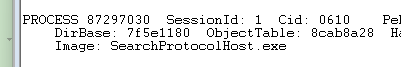 PROCESS 87297030 SessionId: 1 Cid: 0610
DirBase: 7f5e1180 ObjectTable: 8cab8a28
Image: SearchProtocolHost.exe